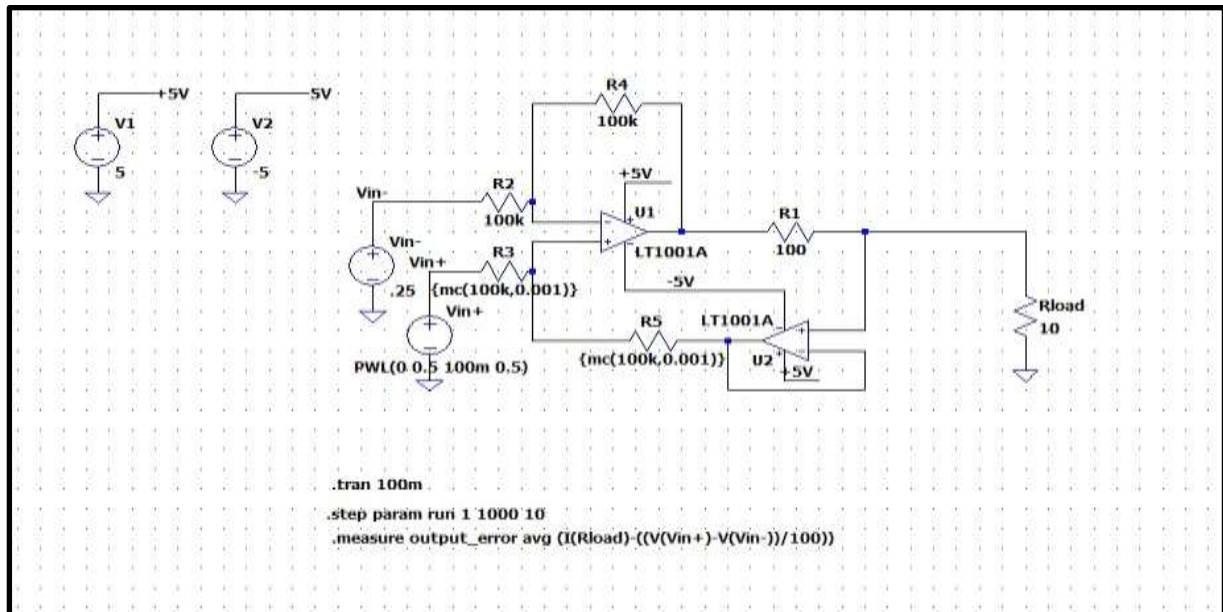 +5V
V1
5
-5V
V2
-5
R4
100k
+5V
Vin-
R2
100k
U1
R1
100
LT1001A
Vin-
Vin+
R3
.25
{mc(100k,0.001)}
-5V
Vin+
R5
LT1001A
Rload
10
PWL(0 0.5 100m 0.5)
{mc(100k,0.001)}
U2
+5V
.tran 100m
.step param run 1 1000 10
.measure output_error avg (I(Rload)-((V(Vin+)-V(Vin-))/100))